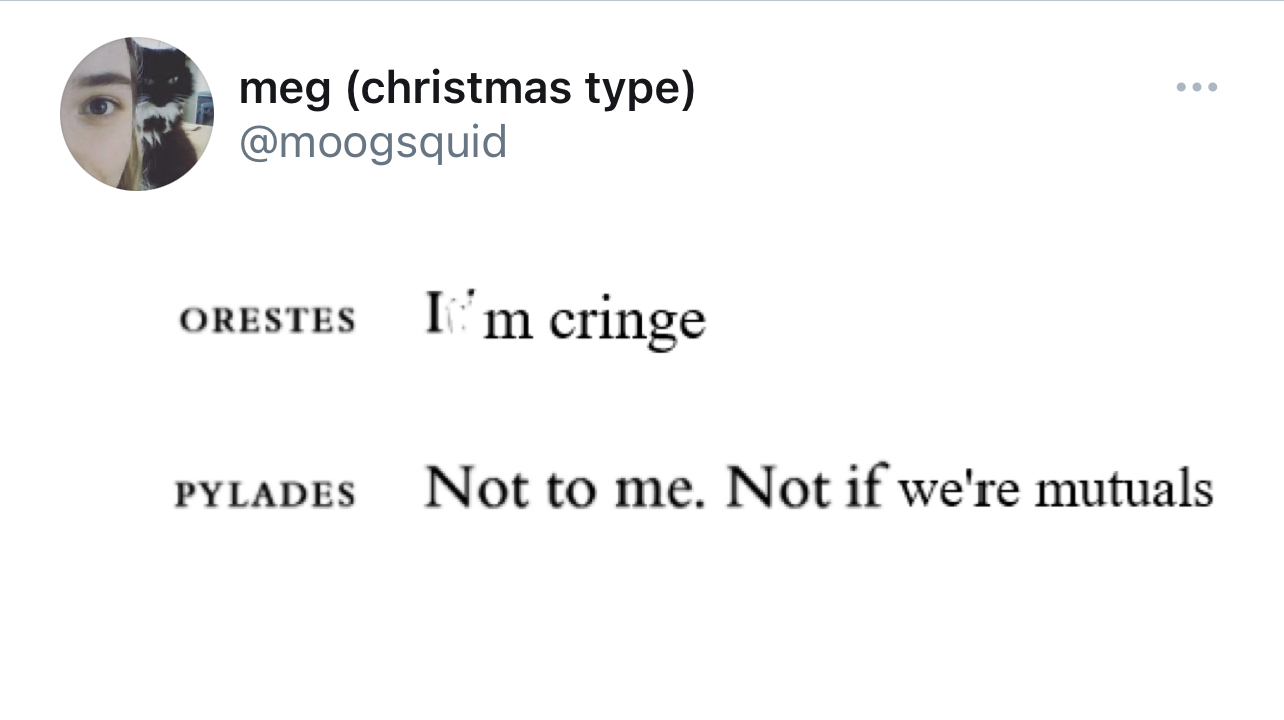 meg (christmas type)
@moogsquid
ORESTES I'm cringe
PYLADES Not to me. Not if we're mutuals